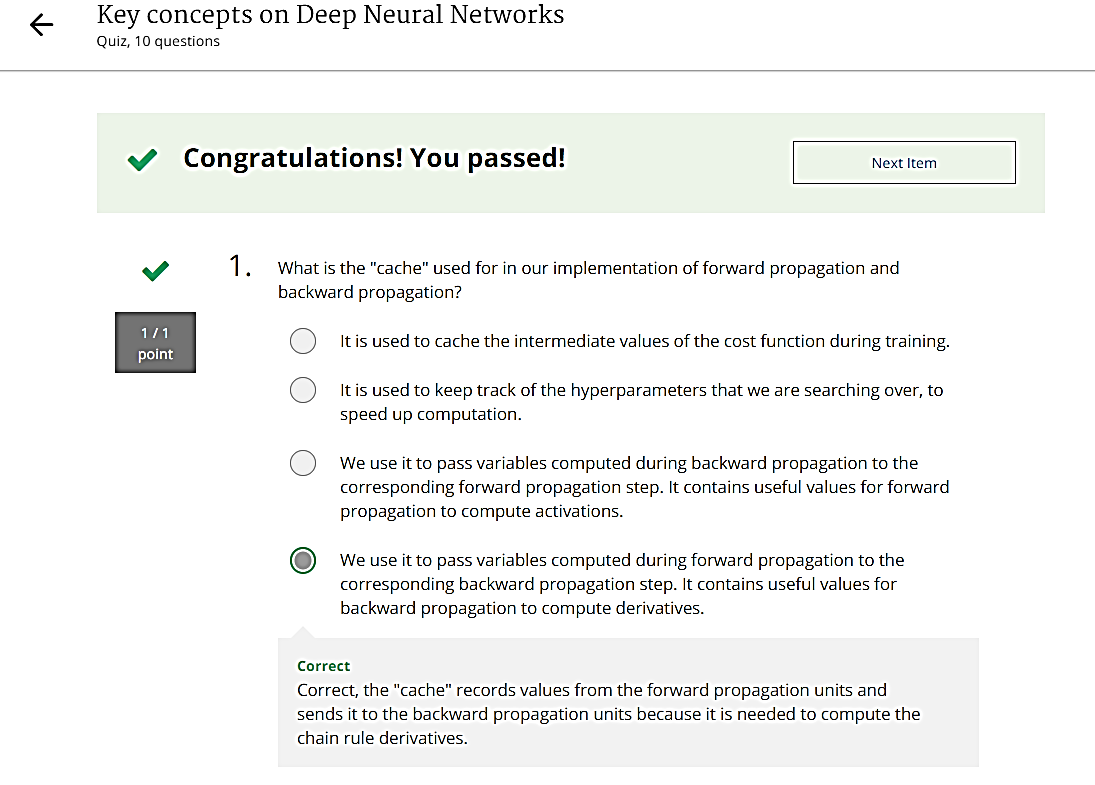 Key concepts on Deep Neural Networks
Quiz, 10 questions
Congratulations! You passed!
Next Item
1 / 1
point
1.
What is the "cache" used for in our implementation of forward propagation and
backward propagation?
It is used to cache the intermediate values of the cost function during training.
It is used to keep track of the hyperparameters that we are searching over, to
speed up computation.
We use it to pass variables computed during backward propagation to the
corresponding forward propagation step. It contains useful values for forward
propagation to compute activations.
We use it to pass variables computed during forward propagation to the
corresponding backward propagation step. It contains useful values for
backward propagation to compute derivatives.
Correct
Correct, the "cache" records values from the forward propagation units and
sends it to the backward propagation units because it is needed to compute the
chain rule derivatives.